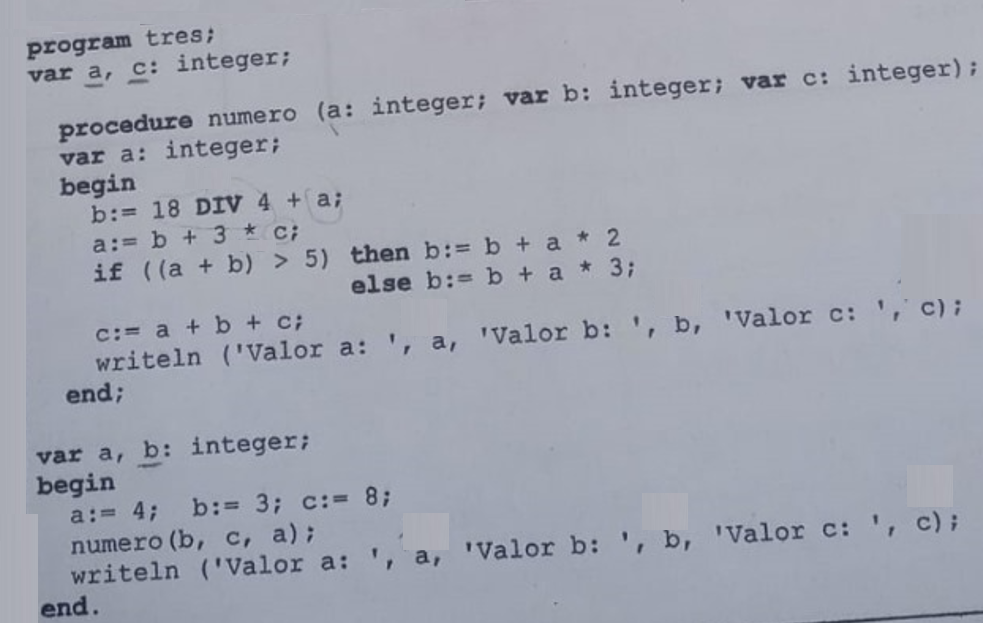 program tres;
var a, c: integer;
procedure numero (a: integer; var b: integer; var c: integer);
var a: integer;
begin
b:= 18 DIV 4 + a;
a:= b + 3 * c;
if ((a + b) > 5) then b:= b + a * 2
else b:= b + a * 3;
c:= a + b + c;
writeln ('Valor a: ', a, 'Valor b: ', b, 'Valor c: ', c);
end;
var a, b: integer;
begin
a:= 4; b:= 3; c:= 8;
numero(b, c, a);
writeln ('Valor a: ', a, 'Valor b: ', b, 'Valor c: ', c);
end.